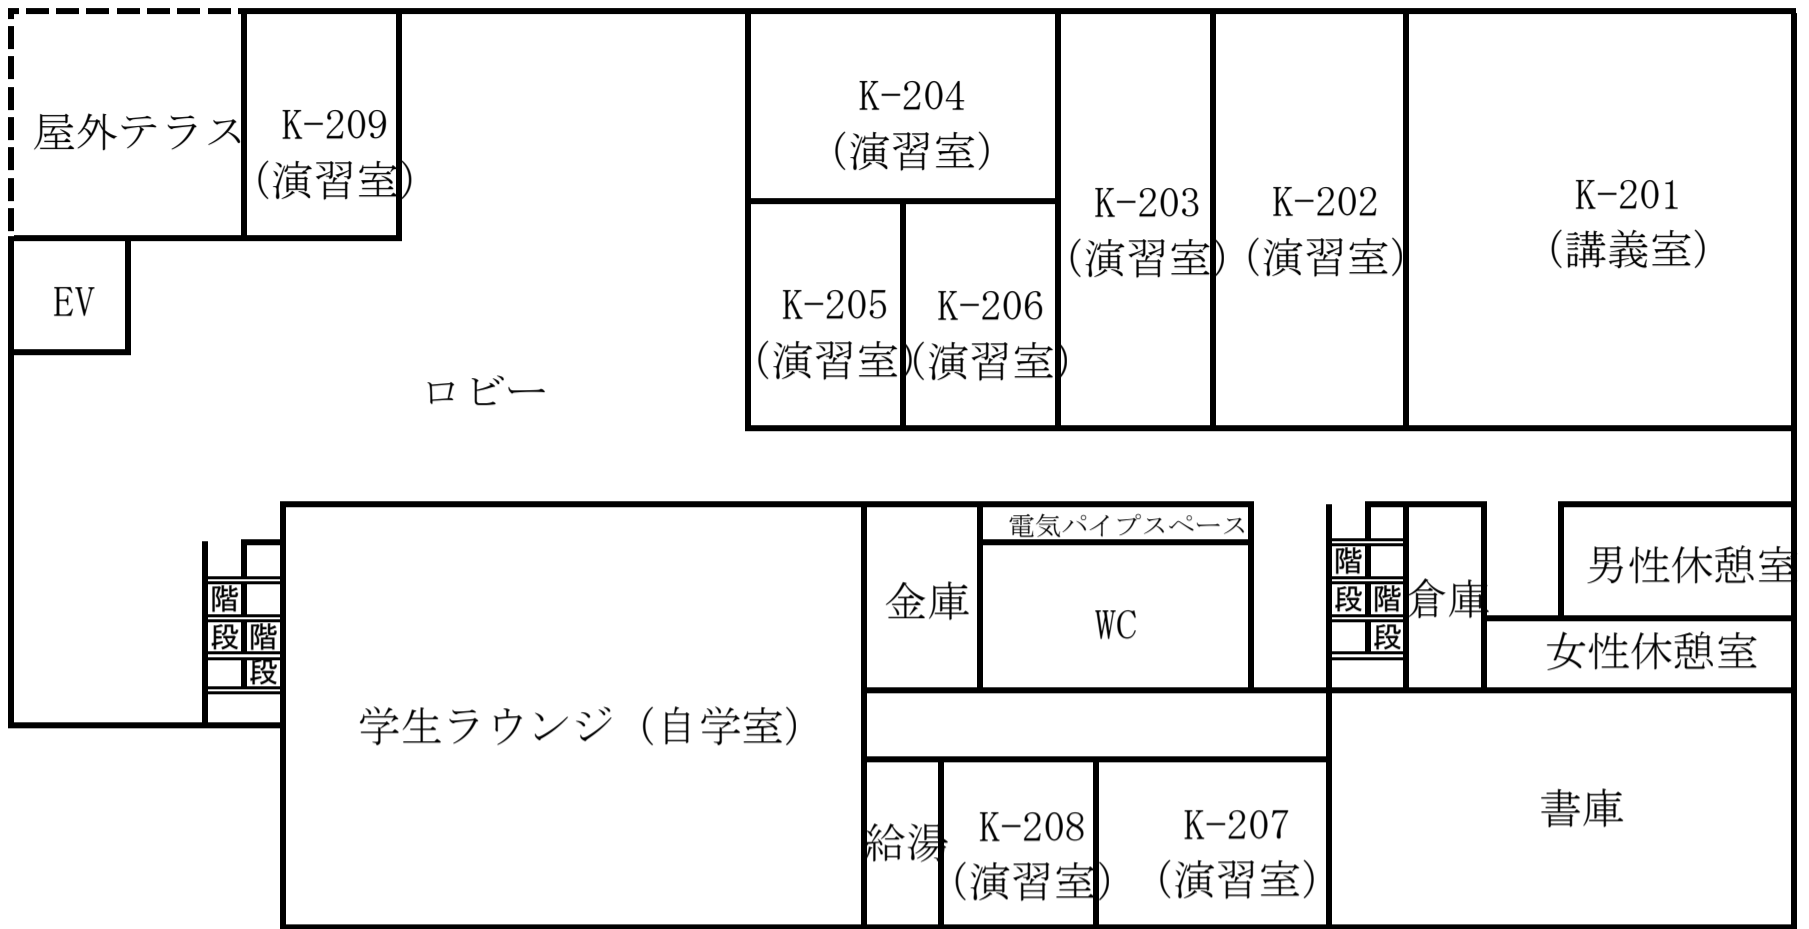 屋外テラス
K-209
(演習室)
K-204
(演習室)
K-203
(演習室)
K-202
(演習室)
K-201
(講義室)
EV
K-205
(演習室)
K-206
(演習室)
ロビー
電気パイプスペース
金庫
WC
階
段
階
段
階
段
階
段
倉庫
男性休憩室
女性休憩室
学生ラウンジ (自学室)
給湯
K-208
(演習室)
K-207
(演習室)
書庫